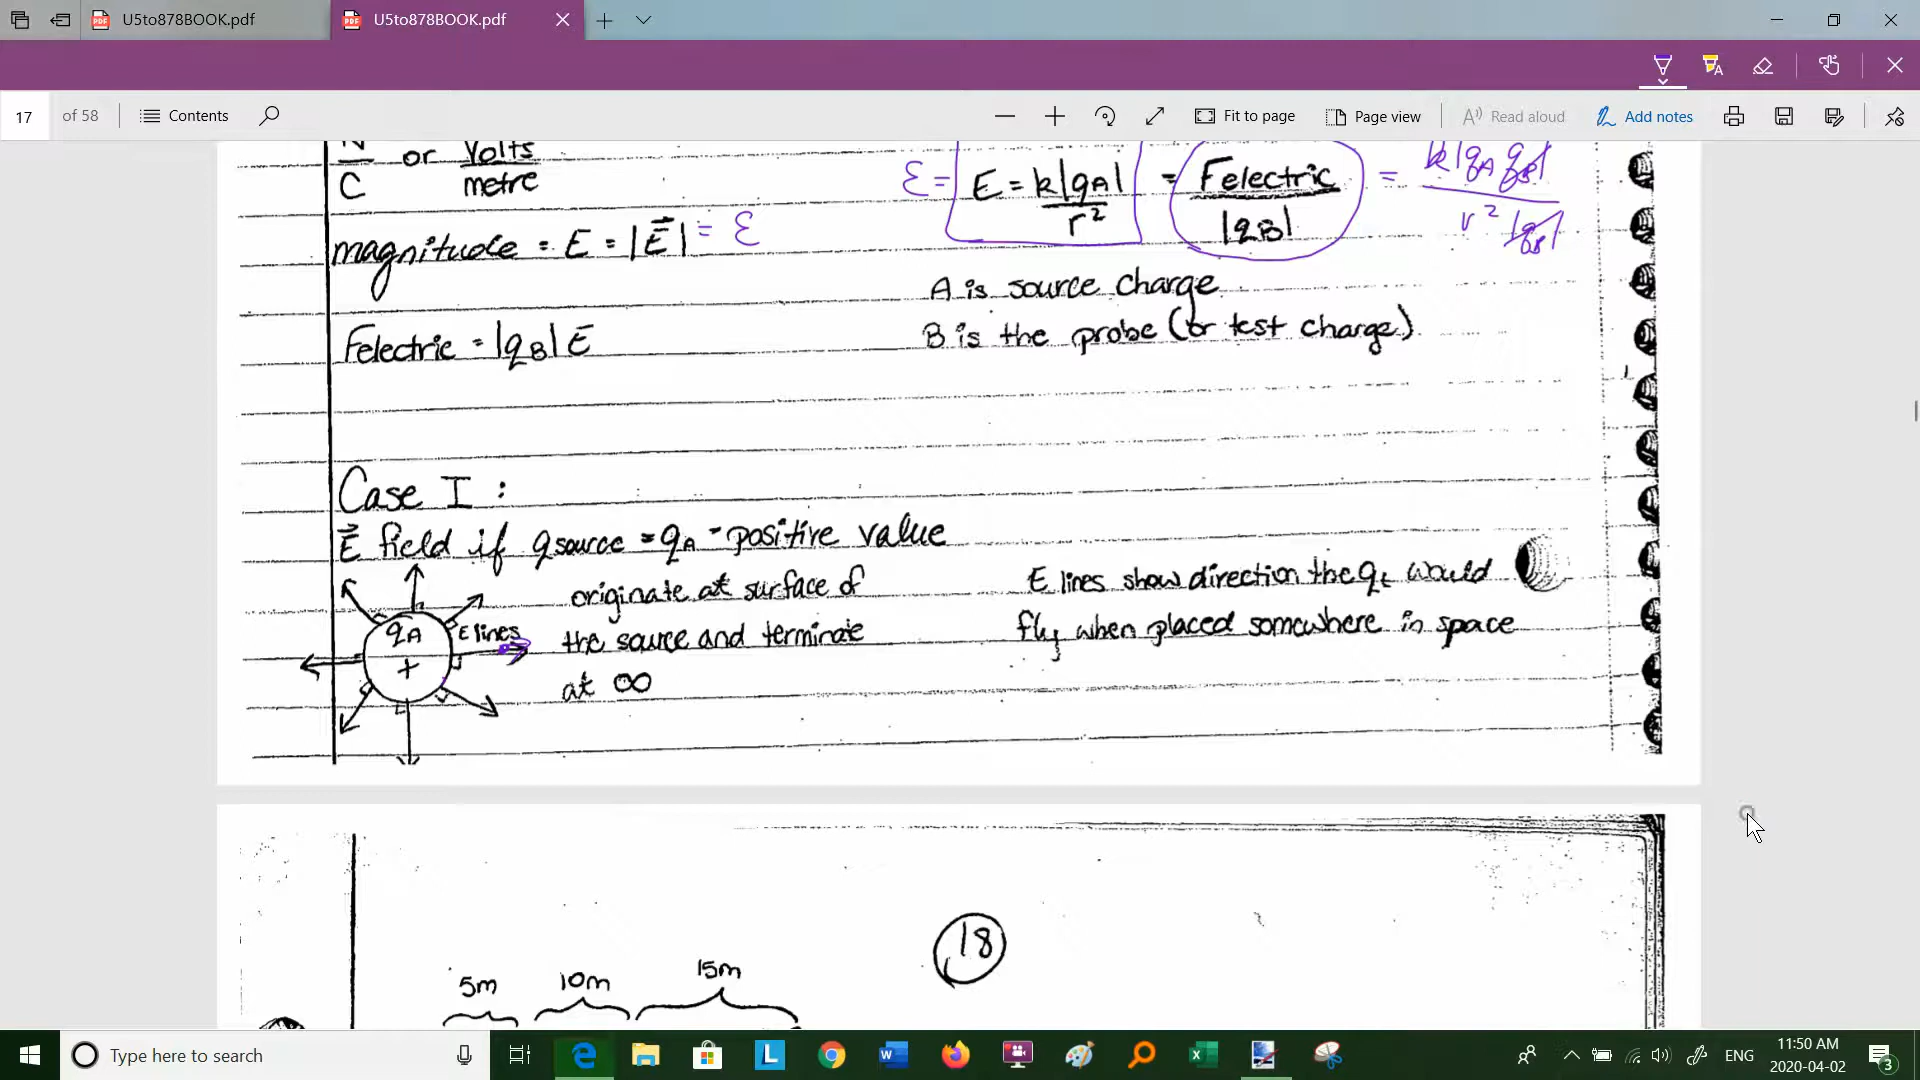 U5to878BOOK.pdf
U5to878BOOK.pdf
17 of 58
Contents
Fit to page
Page view
Read aloud
Add notes
N/C or Volts/metre
ε = E = k|qA|/r² = Felectric/|qB| = k|qA qB|/r²|qB|
magnitude = E = |E⃗| = ε
A is source charge
Felectric = |qB| E
B is the probe (or test charge)
Case I :
E⃗ field if qsource = qA - positive value
originate at surface of
the source and terminate
at ∞
E lines show direction the qt would
fly when placed somewhere in space
qA
+
E lines
18
5m 10m 15m
Type here to search
ENG
11:50 AM
2020-04-02
3